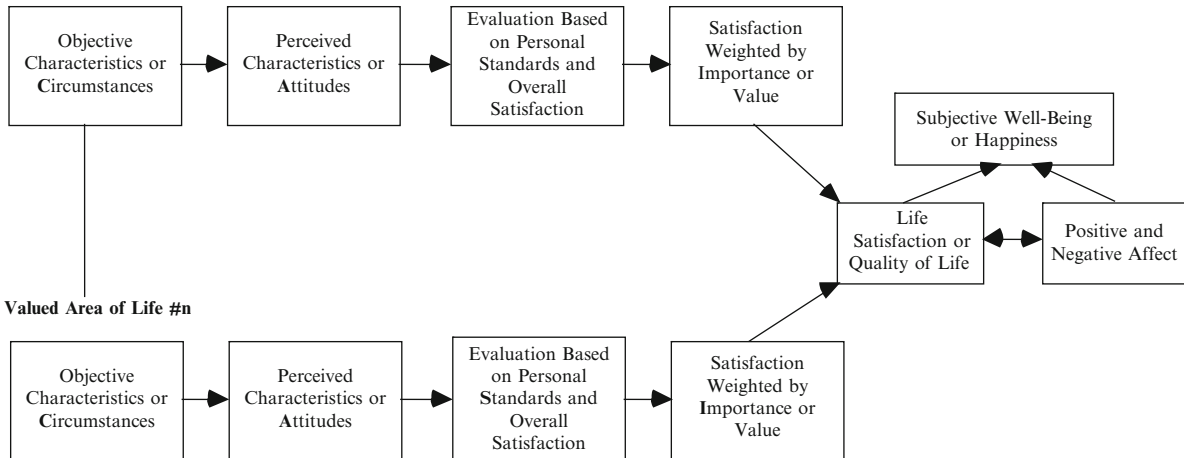 Objective
Characteristics or
Circumstances
Perceived
Characteristics or
Attitudes
Evaluation Based
on Personal
Standards and
Overall
Satisfaction
Satisfaction
Weighted by
Importance or
Value
Subjective Well-Being
or Happiness
Life
Satisfaction or
Quality of Life
Positive and
Negative Affect
Valued Area of Life #n
Objective
Characteristics or
Circumstances
Perceived
Characteristics or
Attitudes
Evaluation Based
on Personal
Standards and
Overall
Satisfaction
Satisfaction
Weighted by
Importance or
Value